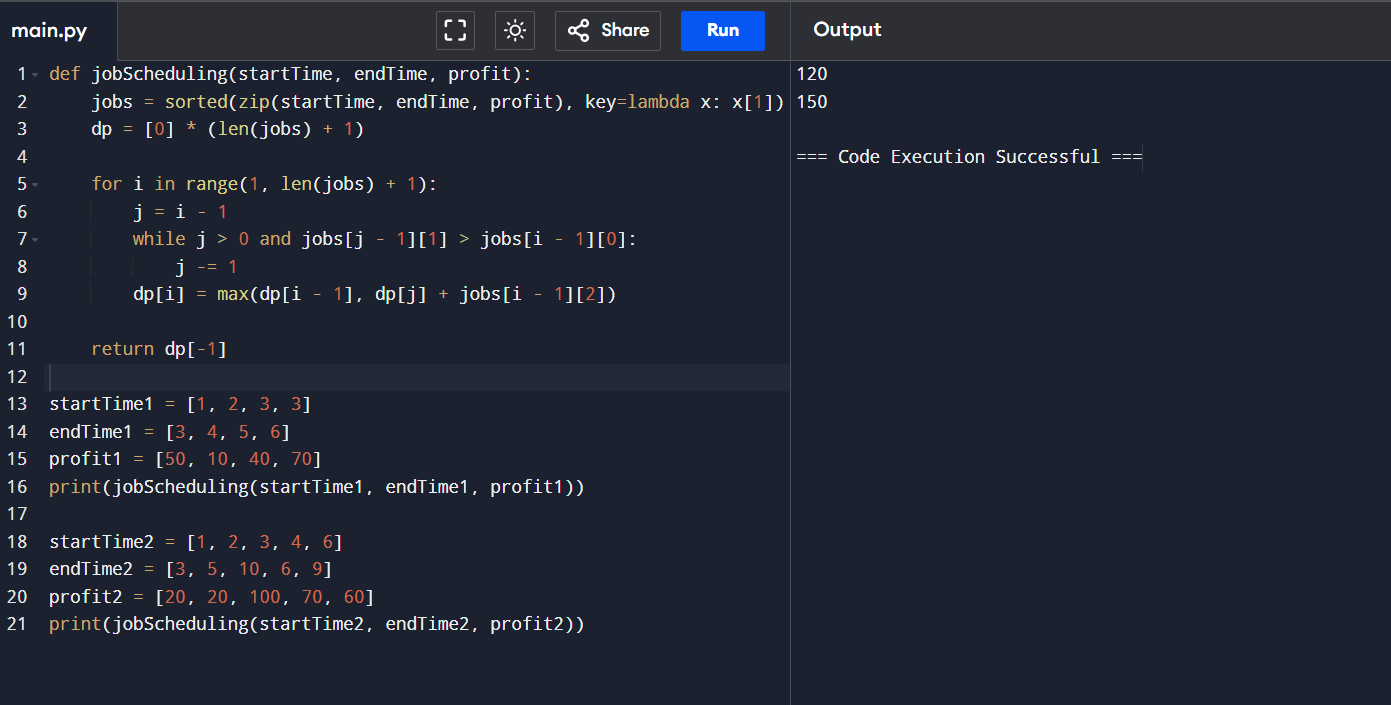 main.py
Share
Run
Output
1 def jobScheduling(startTime, endTime, profit):
2     jobs = sorted(zip(startTime, endTime, profit), key=lambda x: x[1])
3     dp = [0] * (len(jobs) + 1)
4
5     for i in range(1, len(jobs) + 1):
6         j = i - 1
7         while j > 0 and jobs[j - 1][1] > jobs[i - 1][0]:
8             j -= 1
9         dp[i] = max(dp[i - 1], dp[j] + jobs[i - 1][2])
10
11     return dp[-1]
12
13 startTime1 = [1, 2, 3, 3]
14 endTime1 = [3, 4, 5, 6]
15 profit1 = [50, 10, 40, 70]
16 print(jobScheduling(startTime1, endTime1, profit1))
17
18 startTime2 = [1, 2, 3, 4, 6]
19 endTime2 = [3, 5, 10, 6, 9]
20 profit2 = [20, 20, 100, 70, 60]
21 print(jobScheduling(startTime2, endTime2, profit2))
120
150
=== Code Execution Successful ===